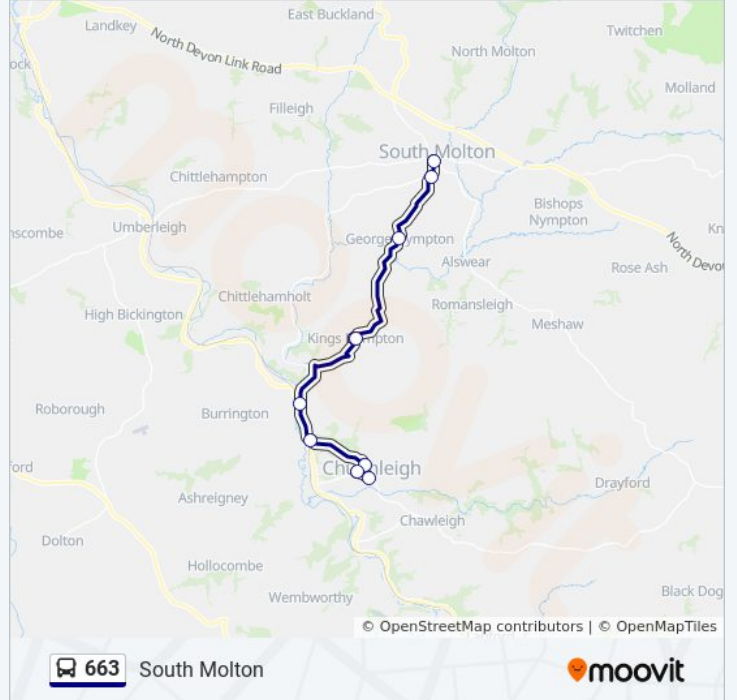 East Buckland
Landkey
Twitchen
North Devon Link Road
North Molton
ock
Molland
Filleigh
South Molton
Chittlehampton
Bishops
Nympton
Umberleigh
nscombe
Kn
George Nympton
North Devo
Alswear
Rose Ash
Chittlehamholt
Romansleigh
High Bickington
Meshaw
Kings Nympton
Roborough
Burrington
ford
Chulmleigh
Drayford
Ashreigney
Chawleigh
Dolton
Hollocombe
Black Dog
Wembworthy
© OpenStreetMap contributors | © OpenMapTiles
663 South Molton
moovit